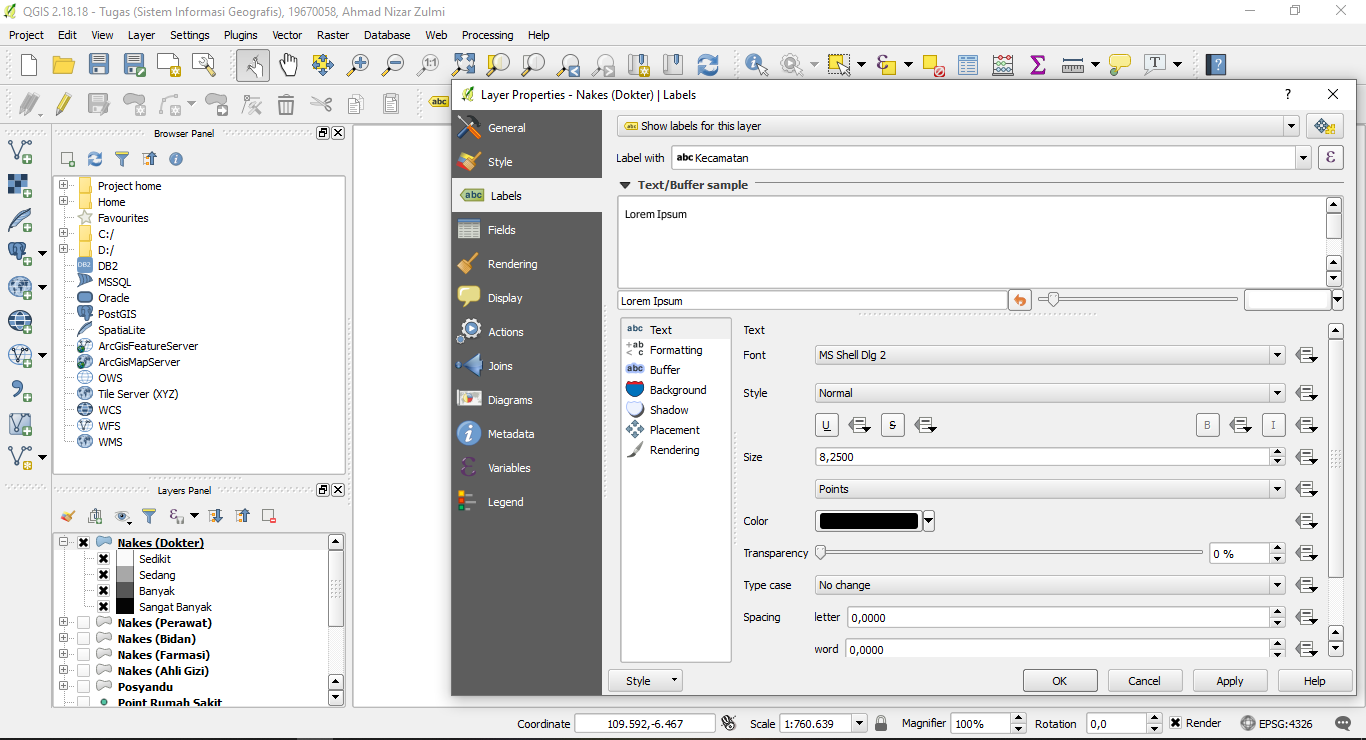 QGIS 2.18.18 - Tugas (Sistem Informasi Geografis), 19670058, Ahmad Nizar Zulmi
Project Edit View Layer Settings Plugins Vector Raster Database Web Processing Help
abc
Browser Panel
Project home
Home
Favourites
C:/
D:/
DB2
MSSQL
Oracle
PostGIS
SpatiaLite
ArcGisFeatureServer
ArcGisMapServer
OWS
Tile Server (XYZ)
WCS
WFS
WMS
Layers Panel
Nakes (Dokter)
Sedikit
Sedang
Banyak
Sangat Banyak
Nakes (Perawat)
Nakes (Bidan)
Nakes (Farmasi)
Nakes (Ahli Gizi)
Posyandu
Point Rumah Sakit
Layer Properties - Nakes (Dokter) | Labels
General
Style
abc Labels
Fields
Rendering
Display
Actions
Joins
Diagrams
Metadata
Variables
Legend
abc Show labels for this layer
Label with abc Kecamatan ε
Text/Buffer sample
Lorem Ipsum
Lorem Ipsum
abc Text
+ab < c Formatting
abc Buffer
Background
Shadow
Placement
Rendering
Text
Font MS Shell Dlg 2
Style Normal
U S B I
Size 8,2500
Points
Color
Transparency 0 %
Type case No change
Spacing letter 0,0000
word 0,0000
Style OK Cancel Apply Help
Coordinate 109.592,-6.467 Scale 1:760.639 Magnifier 100% Rotation 0,0 Render EPSG:4326